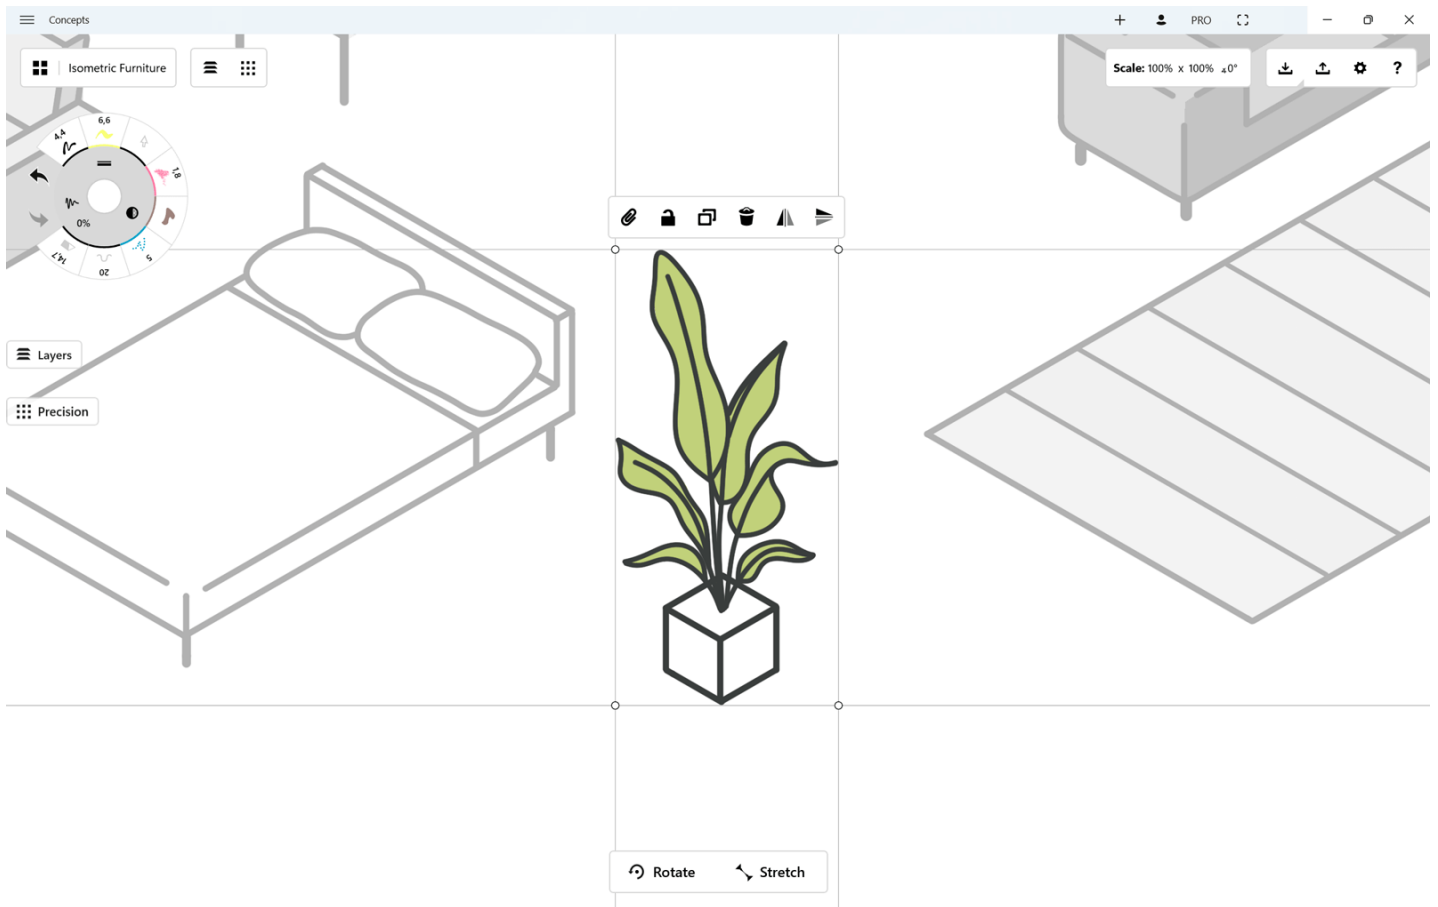 Concepts
PRO
Isometric Furniture
Scale: 100% x 100% ⦟0°
6,6
4,4
1,8
0%
14,7
20
5
Layers
Precision
Rotate
Stretch
?